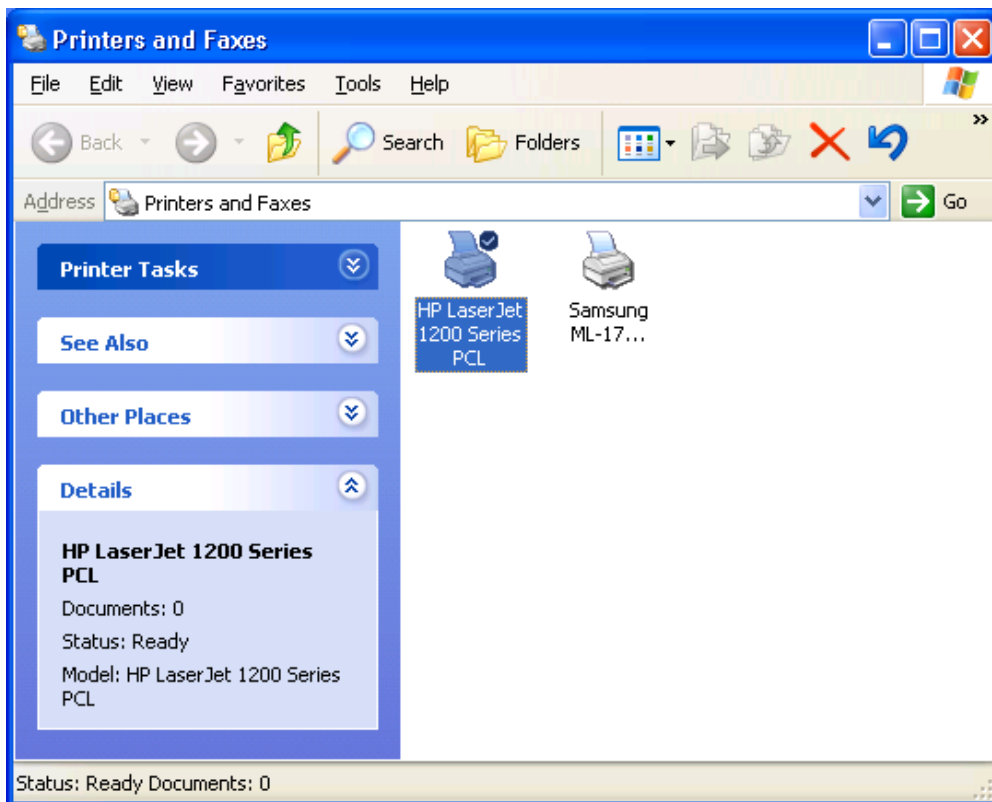 Printers and Faxes
File Edit View Favorites Tools Help
Back Search Folders »
Address Printers and Faxes Go
Printer Tasks
See Also
Other Places
Details
HP LaserJet 1200 Series
PCL
Documents: 0
Status: Ready
Model: HP LaserJet 1200 Series
PCL
HP LaserJet
1200 Series
PCL
Samsung
ML-17...
Status: Ready Documents: 0